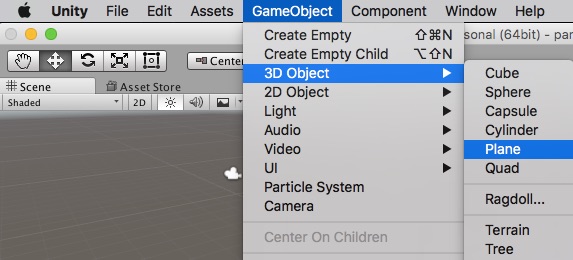 Unity File Edit Assets GameObject Component Window Help
sonal (64bit) - par
Center
Scene Asset Store
Shaded 2D
Create Empty ⇧⌘N
Create Empty Child ⌥⇧N
3D Object
2D Object
Light
Audio
Video
UI
Particle System
Camera
Center On Children
Cube
Sphere
Capsule
Cylinder
Plane
Quad
Ragdoll...
Terrain
Tree